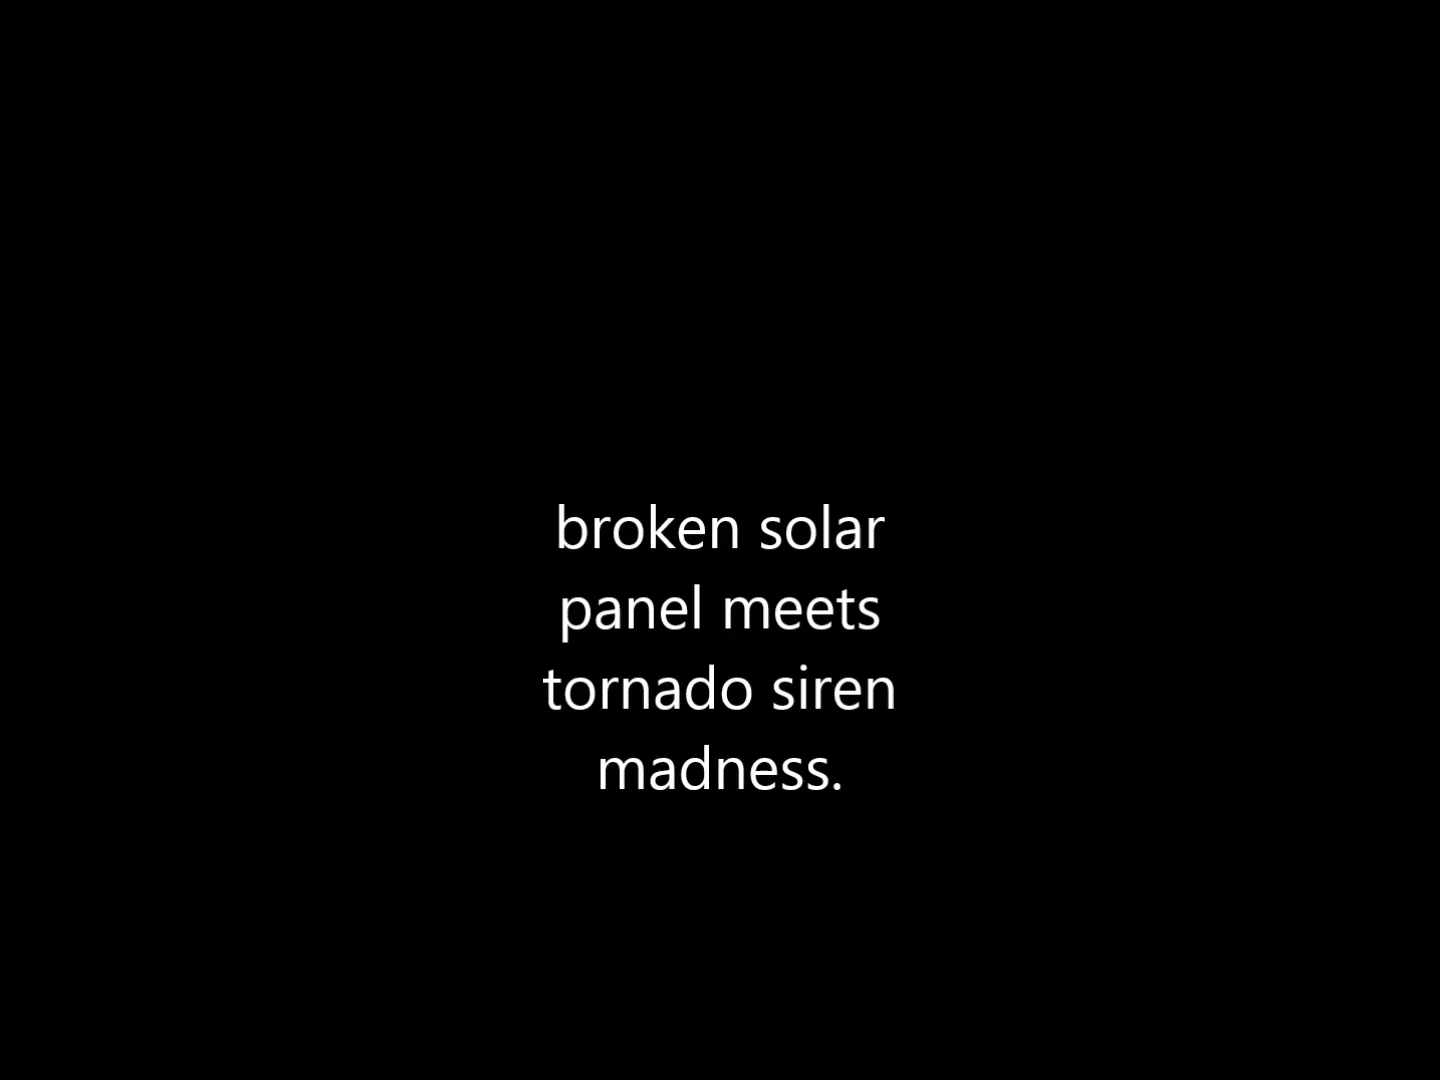 broken solar
panel meets
tornado siren
madness.